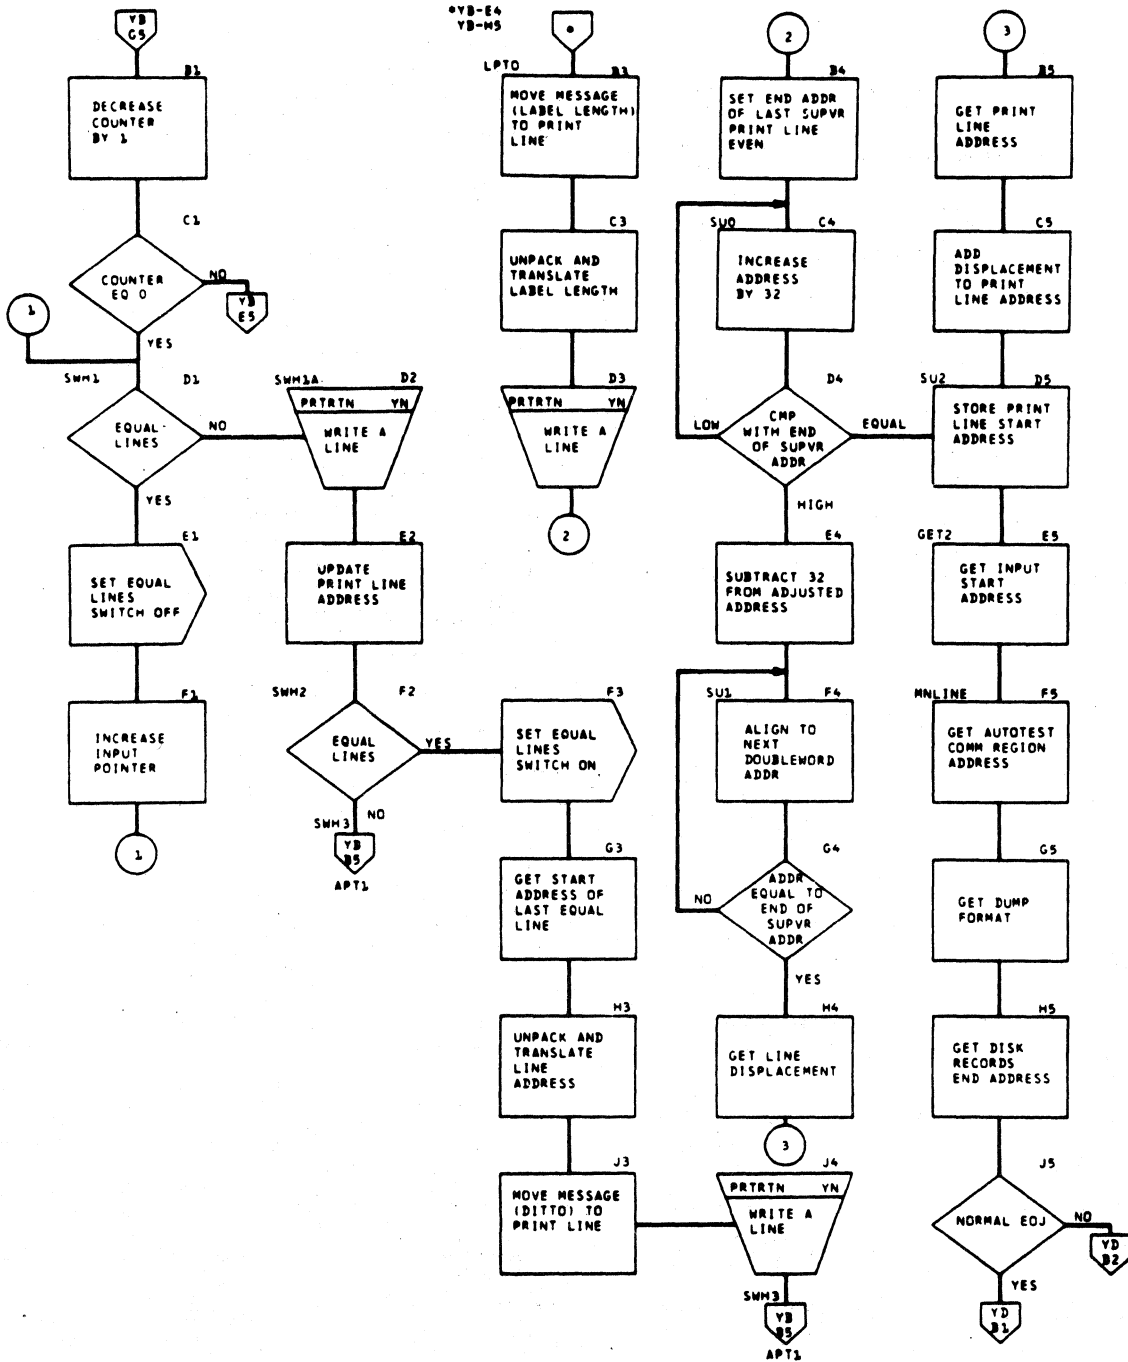 YB
G5
B1
DECREASE
COUNTER
BY 1
C1
COUNTER
EQ 0
NO
YB
E5
YES
1
SWH1
D1
EQUAL
LINES
NO
YES
E1
SET EQUAL
LINES
SWITCH OFF
F1
INCREASE
INPUT
POINTER
1
SWH1A
D2
PRTRTN YN
WRITE A
LINE
E2
UPDATE
PRINT LINE
ADDRESS
SWH2
F2
EQUAL
LINES
YES
NO
SWH3
YB
B5
APT1
*YB-E4
YB-H5
*
LPTO
B3
MOVE MESSAGE
(LABEL LENGTH)
TO PRINT
LINE
C3
UNPACK AND
TRANSLATE
LABEL LENGTH
D3
PRTRTN YN
WRITE A
LINE
2
F3
SET EQUAL
LINES
SWITCH ON
G3
GET START
ADDRESS OF
LAST EQUAL
LINE
H3
UNPACK AND
TRANSLATE
LINE
ADDRESS
J3
MOVE MESSAGE
(DITTO) TO
PRINT LINE
2
B4
SET END ADDR
OF LAST SUPVR
PRINT LINE
EVEN
SU0
C4
INCREASE
ADDRESS
BY 32
D4
LOW
CMP
WITH END
OF SUPVR
ADDR
EQUAL
HIGH
E4
SUBTRACT 32
FROM ADJUSTED
ADDRESS
SU1
F4
ALIGN TO
NEXT
DOUBLEWORD
ADDR
G4
NO
ADDR
EQUAL TO
END OF
SUPVR
ADDR
YES
H4
GET LINE
DISPLACEMENT
3
J4
PRTRTN YN
WRITE A
LINE
SWH3
YB
B5
APT1
3
B5
GET PRINT
LINE
ADDRESS
C5
ADD
DISPLACEMENT
TO PRINT
LINE ADDRESS
SU2
D5
STORE PRINT
LINE START
ADDRESS
GET2
E5
GET INPUT
START
ADDRESS
MNLINE
F5
GET AUTOTEST
COMM REGION
ADDRESS
G5
GET DUMP
FORMAT
H5
GET DISK
RECORDS
END ADDRESS
J5
NORMAL EOJ
NO
YD
B2
YES
YD
B1